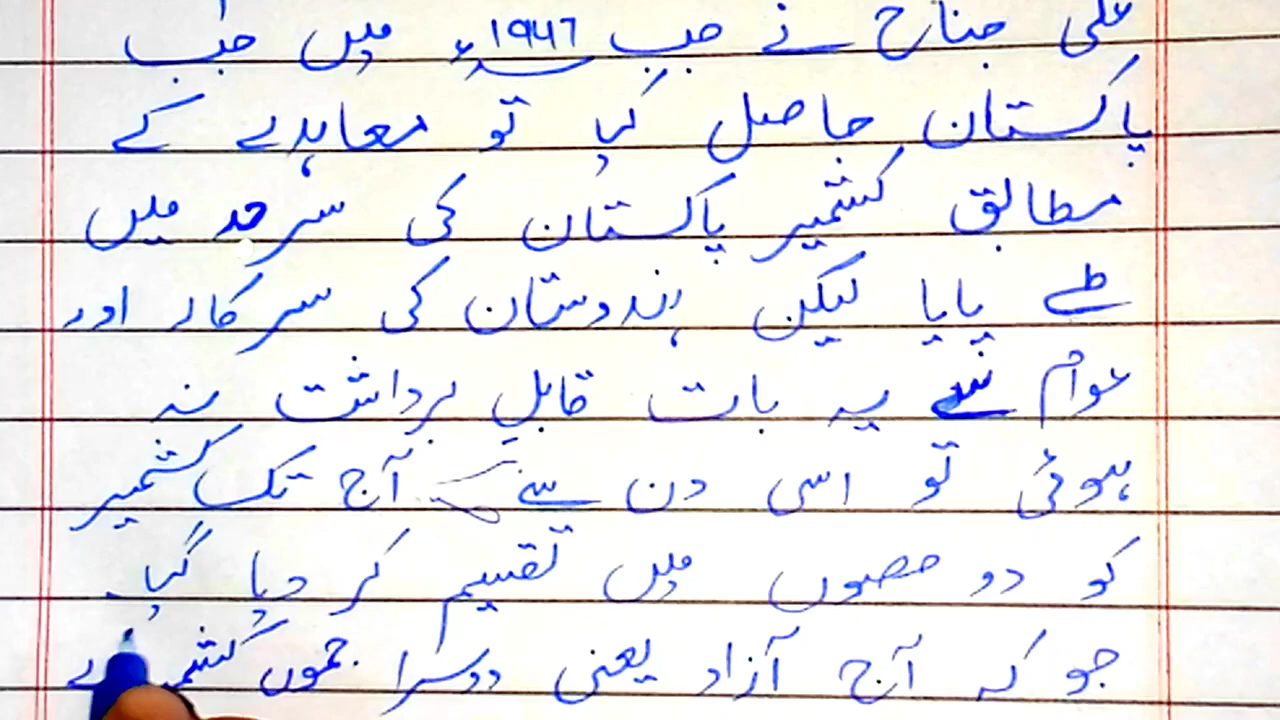 علی جناح نے جب ۱۹۴۶ء میں جب
پاکستان حاصل کیا تو معاہدے کے
مطابق کشمیر پاکستان کی سرحد میں
طے پایا لیکن ہندوستان کی سرکار اور
عوام سے یہ بات قابلِ برداشت نہ
ہوئی تو اسی دن سے آج تک کشمیر
کو دو حصوں میں تقسیم کر دیا گیا۔
جو کہ آج آزاد یعنی دوسرا جموں کشمیر